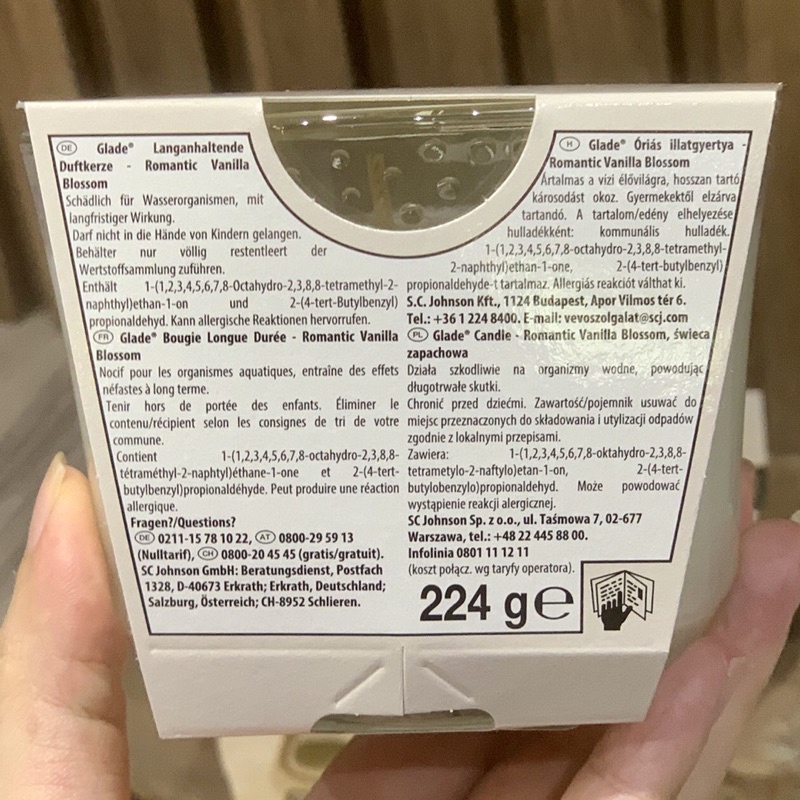 DE Glade® Langanhaltende
Duftkerze - Romantic Vanilla
Blossom
Schädlich für Wasserorganismen, mit
langfristiger Wirkung.
Darf nicht in die Hände von Kindern gelangen.
Behälter nur völlig restentleert der
Wertstoffsammlung zuführen.
Enthält 1-(1,2,3,4,5,6,7,8-Octahydro-2,3,8,8-tetramethyl-2-
naphthyl)ethan-1-on und 2-(4-tert-Butylbenzyl)
propionaldehyd. Kann allergische Reaktionen hervorrufen.
FR Glade® Bougie Longue Durée - Romantic Vanilla
Blossom
Nocif pour les organismes aquatiques, entraîne des effets
néfastes à long terme.
Tenir hors de portée des enfants. Éliminer le
contenu/récipient selon les consignes de tri de votre
commune.
Contient 1-(1,2,3,4,5,6,7,8-octahydro-2,3,8,8-
tétraméthyl-2-naphtyl)éthane-1-one et 2-(4-tert-
butylbenzyl)propionaldéhyde. Peut produire une réaction
allergique.
Fragen?/Questions?
DE 0211-15 78 10 22, AT 0800-29 59 13
(Nulltarif), CH 0800-20 45 45 (gratis/gratuit).
SC Johnson GmbH: Beratungsdienst, Postfach
1328, D-40673 Erkrath; Erkrath, Deutschland;
Salzburg, Österreich; CH-8952 Schlieren.
H Glade® Óriás illatgyertya -
Romantic Vanilla Blossom
Ártalmas a vízi élővilágra, hosszan tartó
károsodást okoz. Gyermekektől elzárva
tartandó. A tartalom/edény elhelyezése
hulladékként: kommunális hulladék.
1-(1,2,3,4,5,6,7,8-octahydro-2,3,8,8-tetramethyl-
2-naphthyl)ethan-1-one, 2-(4-tert-butylbenzyl)
propionaldehyde-t tartalmaz. Allergiás reakciót válthat ki.
S.C. Johnson Kft., 1124 Budapest, Apor Vilmos tér 6.
Tel.: +36 1 224 8400. E-mail: vevoszolgalat@scj.com
PL Glade® Candle - Romantic Vanilla Blossom, świeca
zapachowa
Działa szkodliwie na organizmy wodne, powodując
długotrwałe skutki.
Chronić przed dziećmi. Zawartość/pojemnik usuwać do
miejsc przeznaczonych do składowania i utylizacji odpadów
zgodnie z lokalnymi przepisami.
Zawiera: 1-(1,2,3,4,5,6,7,8-oktahydro-2,3,8,8-
tetrametylo-2-naftylo)etan-1-on, 2-(4-tert-
butylobenzylo)propionaldehyd. Może powodować
wystąpienie reakcji alergicznej.
SC Johnson Sp. z o.o., ul. Taśmowa 7, 02-677
Warszawa, tel.: +48 22 445 88 00.
Infolinia 0801 11 12 11
(koszt połącz. wg taryfy operatora).
224 g℮